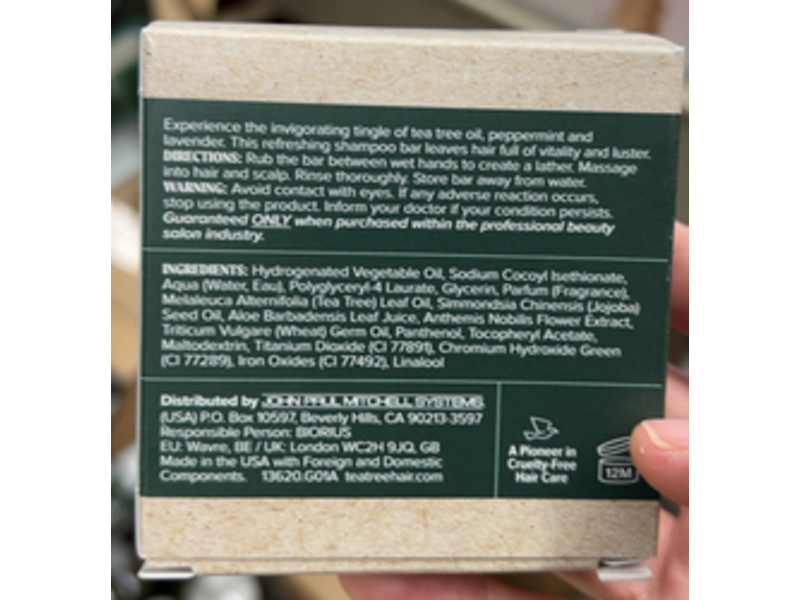 Experience the invigorating tingle of tea tree oil, peppermint and
lavender. This refreshing shampoo bar leaves hair full of vitality and luster.
DIRECTIONS: Rub the bar between wet hands to create a lather. Massage
into hair and scalp. Rinse thoroughly. Store bar away from water.
WARNING: Avoid contact with eyes. If any adverse reaction occurs,
stop using the product. Inform your doctor if your condition persists.
Guaranteed ONLY when purchased within the professional beauty
salon industry.
INGREDIENTS: Hydrogenated Vegetable Oil, Sodium Cocoyl Isethionate,
Aqua (Water, Eau), Polyglyceryl-4 Laurate, Glycerin, Parfum (Fragrance),
Melaleuca Alternifolia (Tea Tree) Leaf Oil, Simmondsia Chinensis (Jojoba)
Seed Oil, Aloe Barbadensis Leaf Juice, Anthemis Nobilis Flower Extract,
Triticum Vulgare (Wheat) Germ Oil, Panthenol, Tocopheryl Acetate,
Maltodextrin, Titanium Dioxide (CI 77891), Chromium Hydroxide Green
(CI 77289), Iron Oxides (CI 77492), Linalool
Distributed by JOHN PAUL MITCHELL SYSTEMS
(USA) P.O. Box 10597, Beverly Hills, CA 90213-3597
Responsible Person: BIORIUS
EU: Wavre, BE / UK: London WC2H 9JQ, GB
Made in the USA with Foreign and Domestic
Components. 13620.G01A teatreehair.com
A Pioneer in
Cruelty-Free
Hair Care
12M